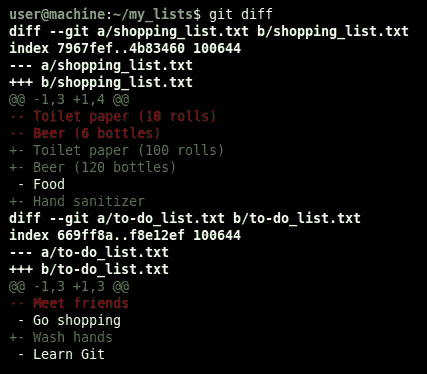 user@machine:~/my_lists$ git diff
diff --git a/shopping_list.txt b/shopping_list.txt
index 7967fef..4b83460 100644
--- a/shopping_list.txt
+++ b/shopping_list.txt
@@ -1,3 +1,4 @@
-- Toilet paper (10 rolls)
-- Beer (6 bottles)
+- Toilet paper (100 rolls)
+- Beer (120 bottles)
 - Food
+- Hand sanitizer
diff --git a/to-do_list.txt b/to-do_list.txt
index 669ff8a..f8e12ef 100644
--- a/to-do_list.txt
+++ b/to-do_list.txt
@@ -1,3 +1,3 @@
-- Meet friends
 - Go shopping
+- Wash hands
 - Learn Git